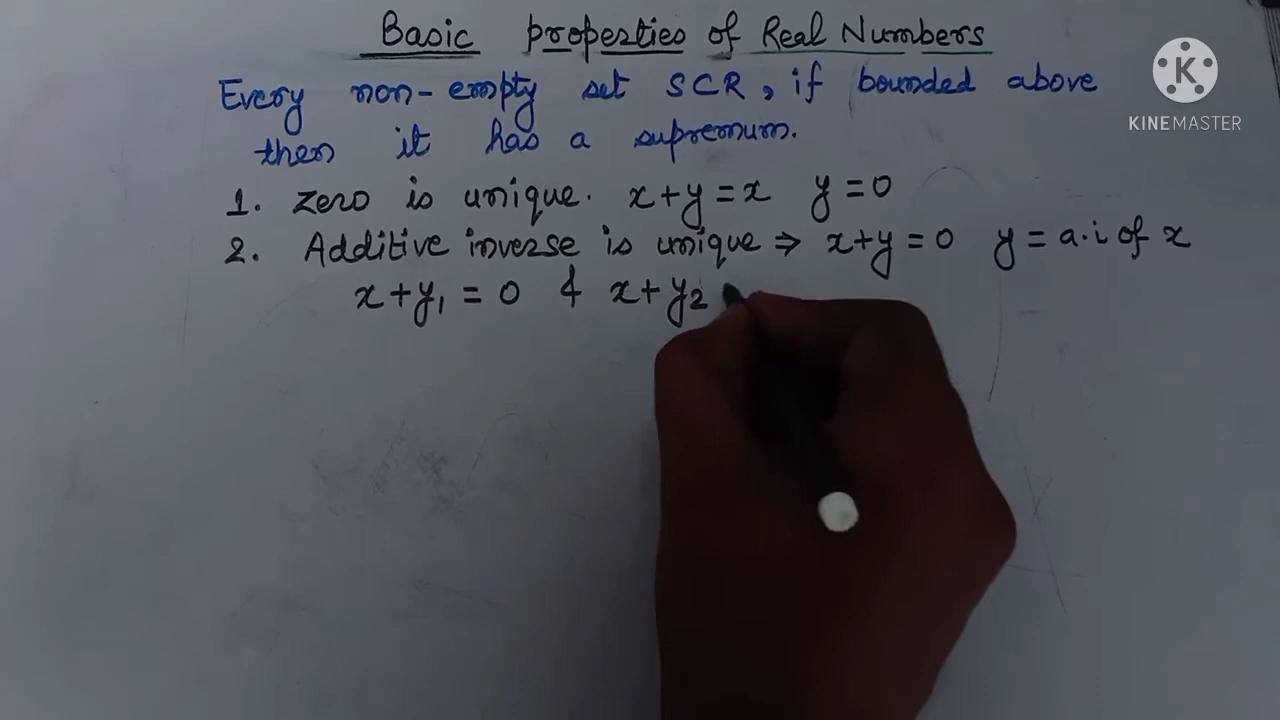 Basic properties of Real Numbers
K
KINEMASTER
Every non-empty set S⊂R, if bounded above
then it has a supremum.
1. zero is unique. x+y=x y=0
2. Additive inverse is unique ⇒ x+y=0 y=a.i of x
x+y₁ = 0 & x+y₂